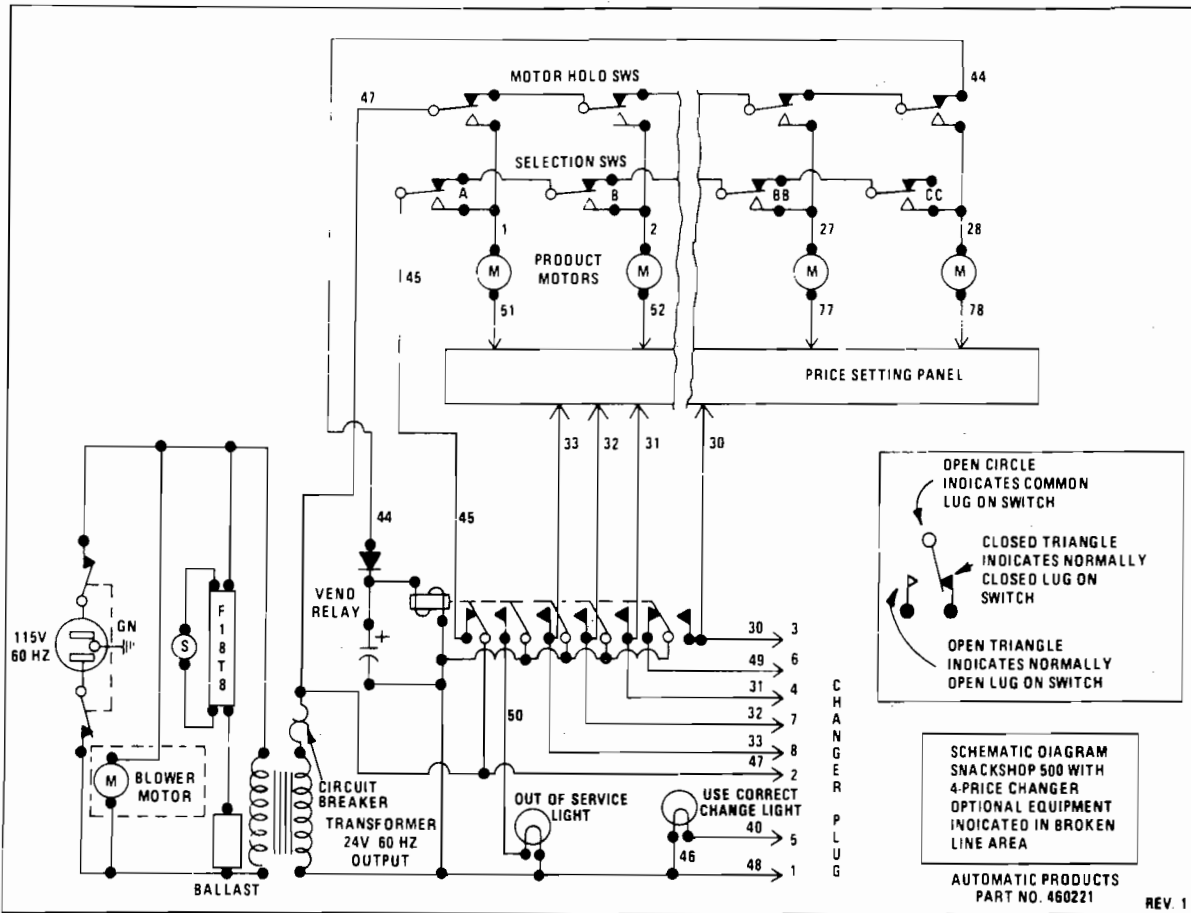 MOTOR HOLD SWS
47
44
SELECTION SWS
A
B
BB
CC
1
2
27
28
45
PRODUCT
MOTORS
M
M
M
M
51
52
77
78
PRICE SETTING PANEL
33
32
31
30
OPEN CIRCLE
INDICATES COMMON
LUG ON SWITCH
CLOSED TRIANGLE
INDICATES NORMALLY
CLOSED LUG ON
SWITCH
OPEN TRIANGLE
INDICATES NORMALLY
OPEN LUG ON SWITCH
44
45
VEND
RELAY
+
115V
60 HZ
GN
S
F18T8
M
BLOWER
MOTOR
BALLAST
CIRCUIT
BREAKER
TRANSFORMER
24V 60 HZ
OUTPUT
50
OUT OF SERVICE
LIGHT
USE CORRECT
CHANGE LIGHT
30 3
49 6
31 4
32 7
33 8
47 2
40 5
46
48 1
CHANGER PLUG
SCHEMATIC DIAGRAM
SNACKSHOP 500 WITH
4-PRICE CHANGER
OPTIONAL EQUIPMENT
INDICATED IN BROKEN
LINE AREA
AUTOMATIC PRODUCTS
PART NO. 460221
REV. 1